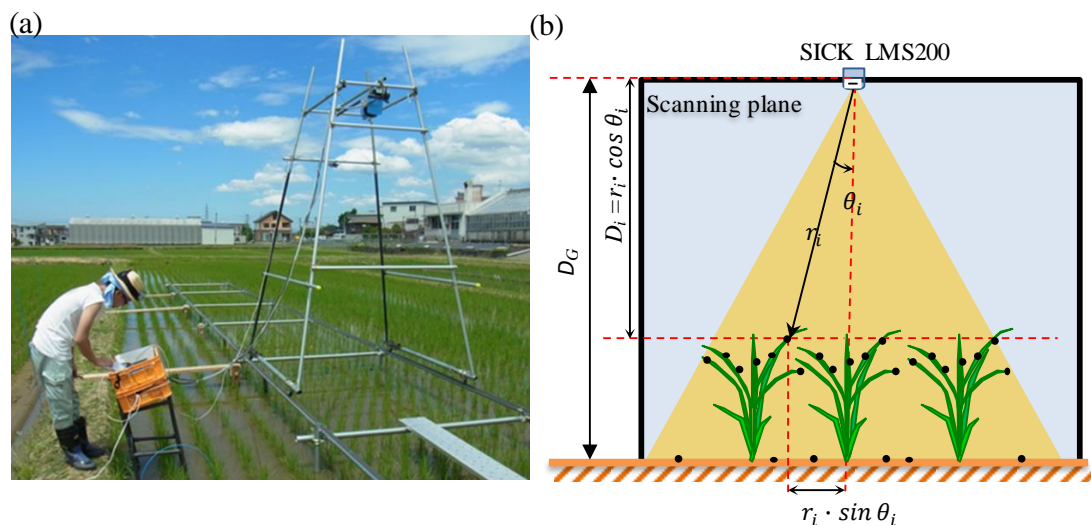 (a)
(b)
SICK LMS200
Scanning plane
D_G
D_i = r_i · cos θ_i
θ_i
r_i
r_i · sin θ_i